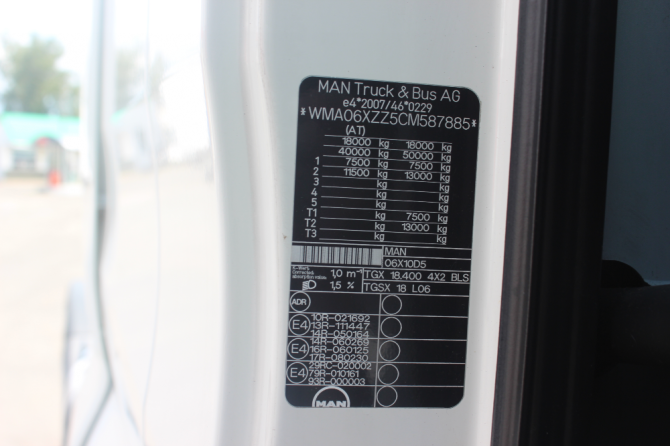 MAN Truck & Bus AG
e4*2007/46*0229
*WMA06XZZ5CM587885*
(AT)
18000 kg 18000 kg
40000 kg 50000 kg
1 7500 kg 7500 kg
2 11500 kg 13000 kg
3 kg kg
4 kg kg
5 kg kg
T1 kg 7500 kg
T2 kg 13000 kg
T3 kg kg
MAN
06X10D5
1,0 m⁻¹ TGX 18.400 4X2 BLS
1,5 % TGSX 18 L06
ADR
E4 10R-021692
13R-111447
14R-050164
E4 14R-060269
16R-060125
17R-080230
E4 29RC-020002
79R-010161
93R-000003
MAN